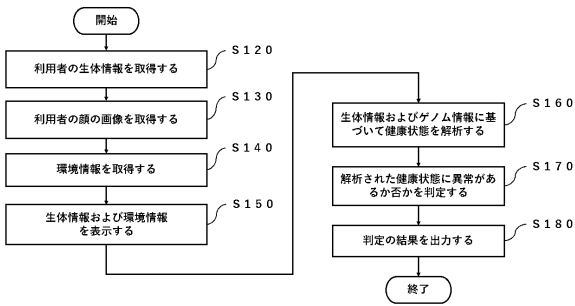 開始
利用者の生体情報を取得する
S120
利用者の顔の画像を取得する
S130
環境情報を取得する
S140
生体情報および環境情報
を表示する
S150
生体情報およびゲノム情報に基
づいて健康状態を解析する
S160
解析された健康状態に異常があ
るか否かを判定する
S170
判定の結果を出力する
S180
終了